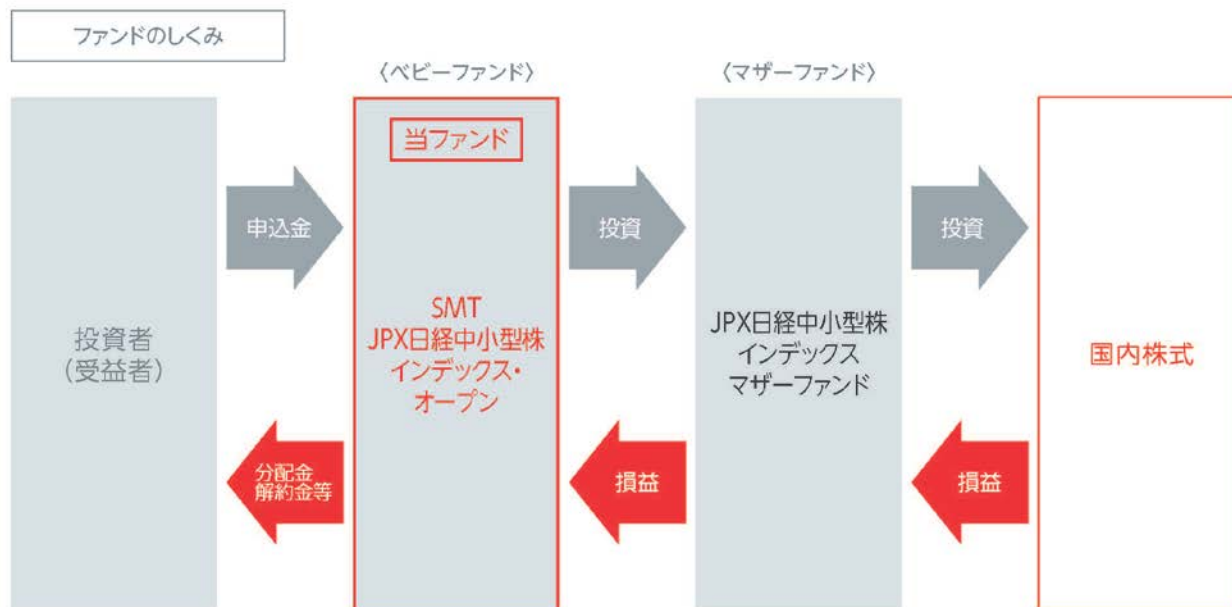 ファンドのしくみ
〈ベビーファンド〉
〈マザーファンド〉
当ファンド
申込金
投資
投資
投資者
(受益者)
SMT
JPX日経中小型株
インデックス・
オープン
JPX日経中小型株
インデックス
マザーファンド
国内株式
分配金
解約金等
損益
損益